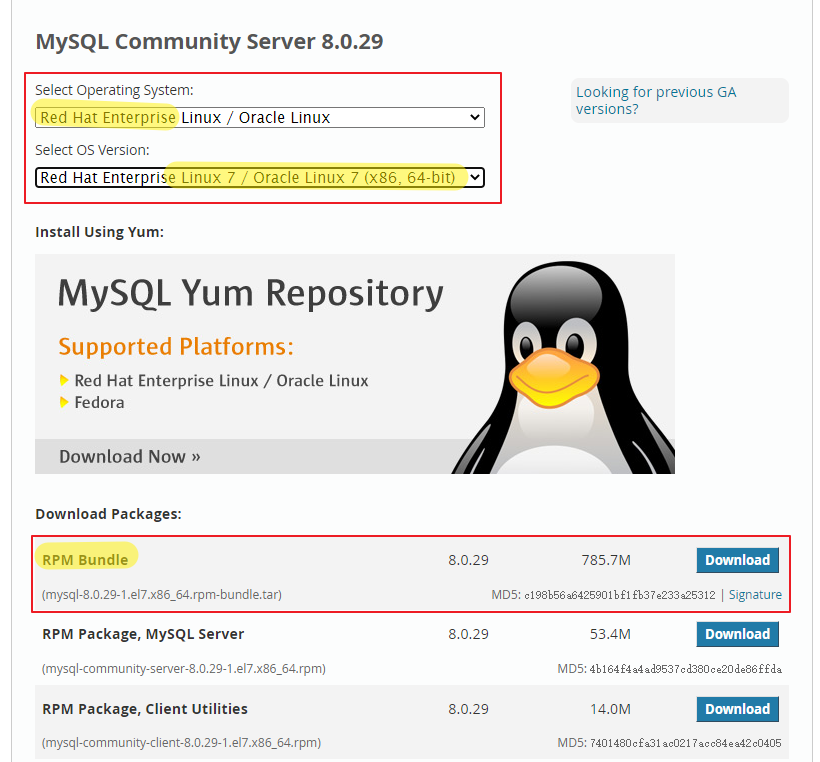 MySQL Community Server 8.0.29
Select Operating System:
Looking for previous GA
versions?
Red Hat Enterprise Linux / Oracle Linux
Select OS Version:
Red Hat Enterprise Linux 7 / Oracle Linux 7 (x86, 64-bit)
Install Using Yum:
MySQL Yum Repository
Supported Platforms:
Red Hat Enterprise Linux / Oracle Linux
Fedora
Download Now »
Download Packages:
RPM Bundle 8.0.29 785.7M Download
(mysql-8.0.29-1.el7.x86_64.rpm-bundle.tar) MD5: c198b56a6425901bf1fb37e233a25312 | Signature
RPM Package, MySQL Server 8.0.29 53.4M Download
(mysql-community-server-8.0.29-1.el7.x86_64.rpm) MD5: 4b164f4a4ad9537cd380ce20de86ffda
RPM Package, Client Utilities 8.0.29 14.0M Download
(mysql-community-client-8.0.29-1.el7.x86_64.rpm) MD5: 7401480cfa31ac0217acc84ea42c0405